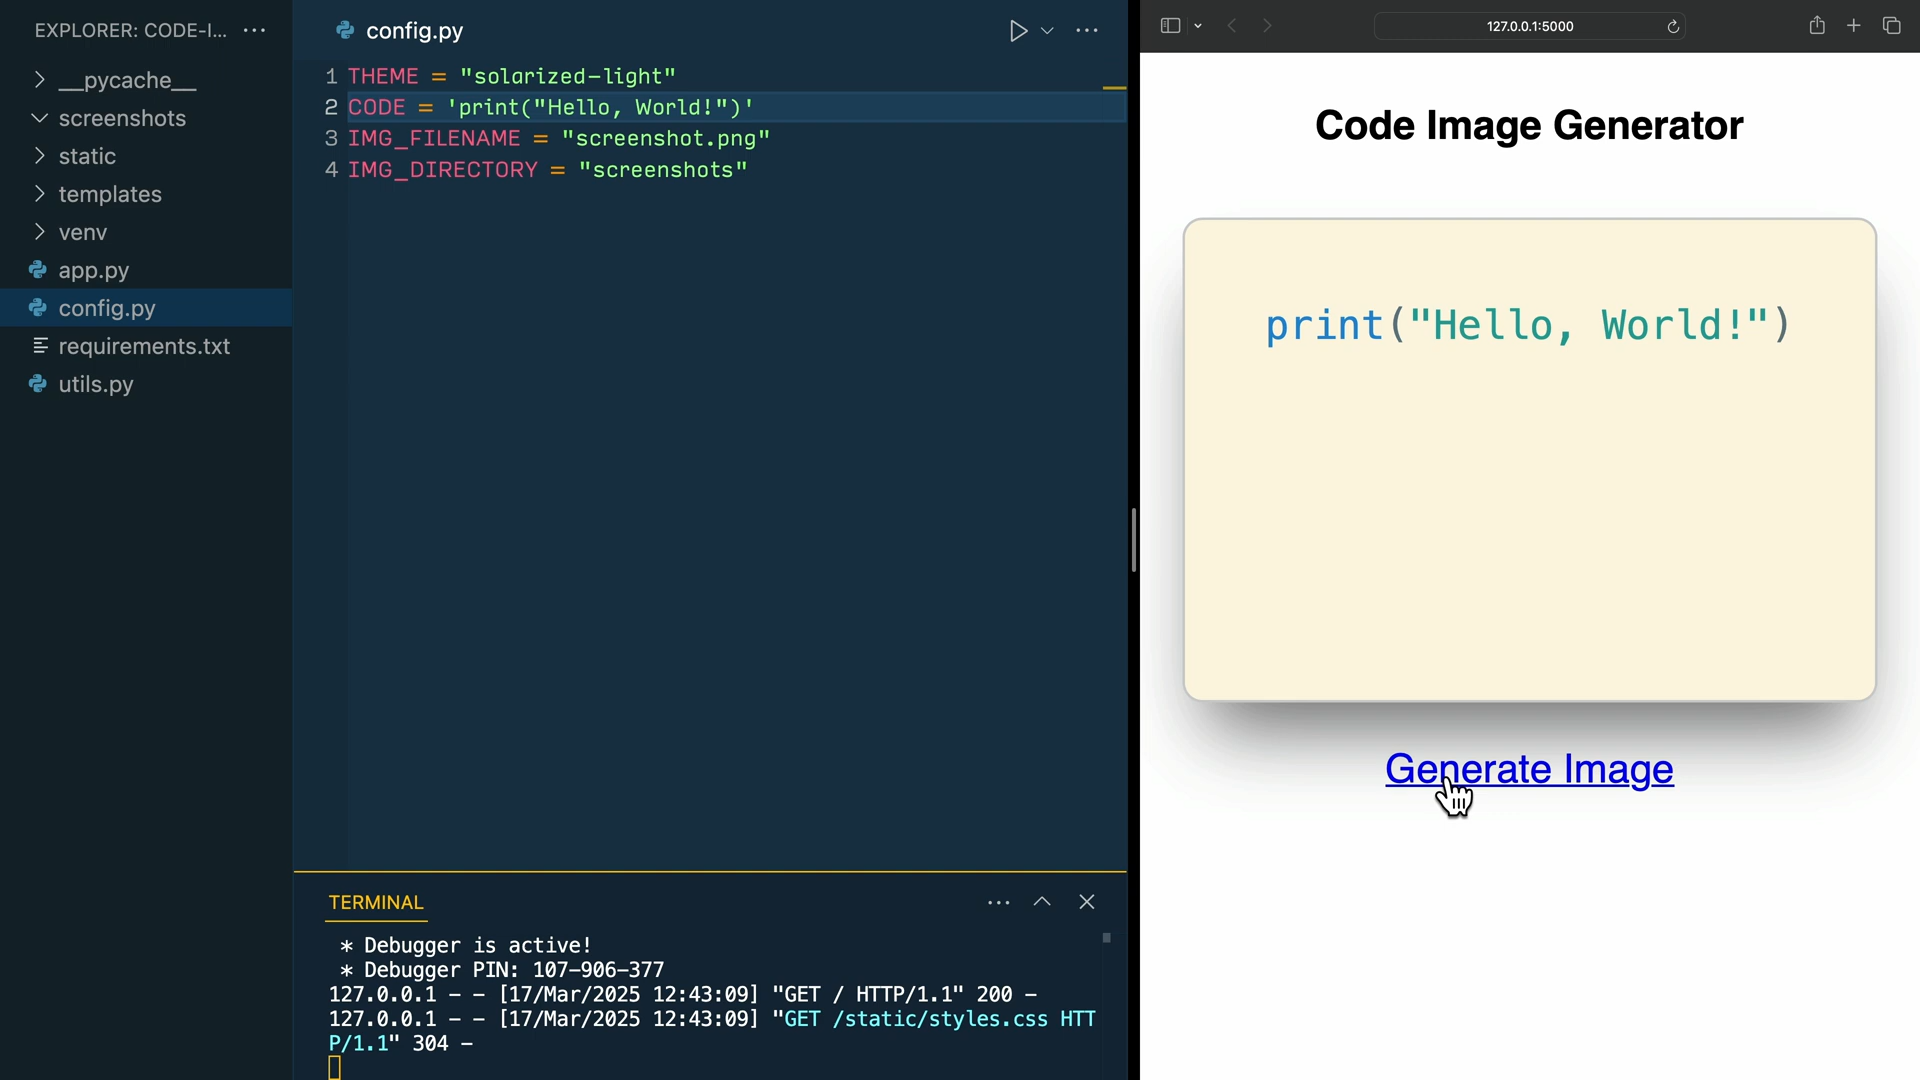 EXPLORER: CODE-I...
__pycache__
screenshots
static
templates
venv
app.py
config.py
requirements.txt
utils.py
config.py
1 THEME = "solarized-light"
2 CODE = 'print("Hello, World!")'
3 IMG_FILENAME = "screenshot.png"
4 IMG_DIRECTORY = "screenshots"
TERMINAL
* Debugger is active!
* Debugger PIN: 107-906-377
127.0.0.1 - - [17/Mar/2025 12:43:09] "GET / HTTP/1.1" 200 -
127.0.0.1 - - [17/Mar/2025 12:43:09] "GET /static/styles.css HTT
P/1.1" 304 -
127.0.0.1:5000
Code Image Generator
print("Hello, World!")
Generate Image